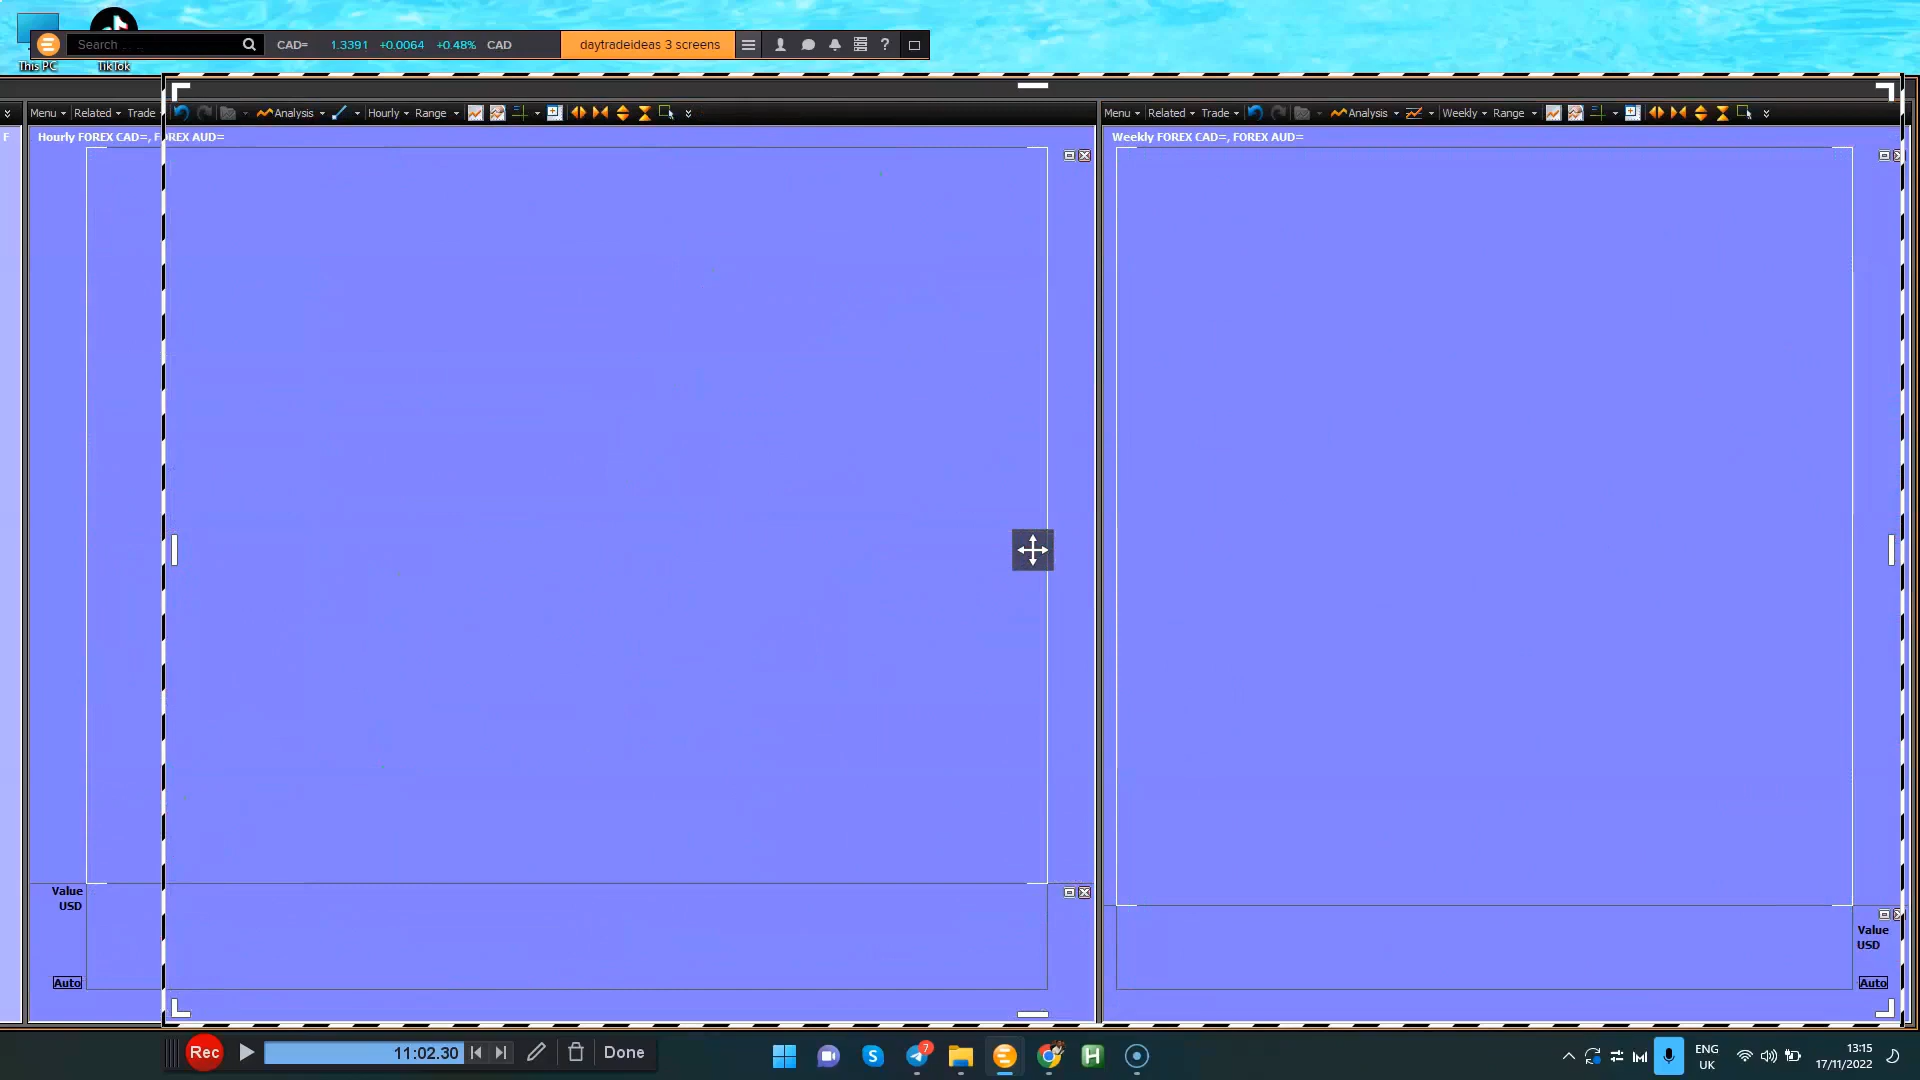 This PC
TikTok
Search
CAD=
1.3391 +0.0064 +0.48% CAD
daytradeideas 3 screens
?
Menu Related Trade
Analysis
Hourly
Range
Menu Related Trade
Analysis
Weekly
Range
F
Hourly FOREX CAD=, FOREX AUD=
Weekly FOREX CAD=, FOREX AUD=
Value
USD
Auto
Value
USD
Auto
Rec
11:02.30
Done
7
ENG
UK
13:15
17/11/2022